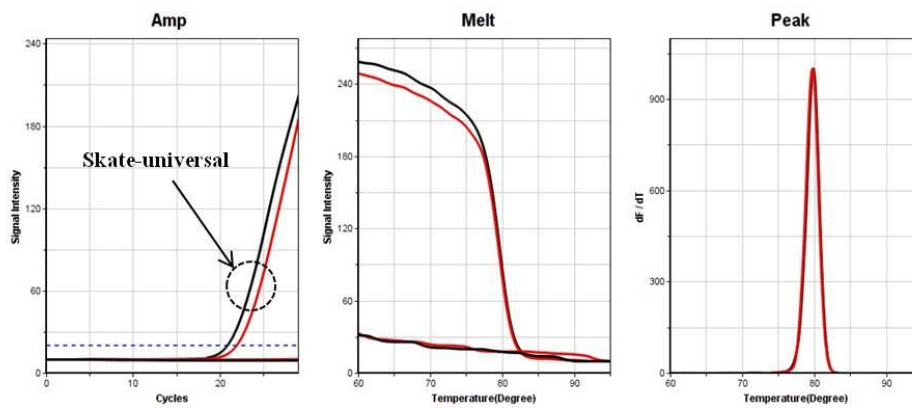 Amp
Melt
Peak
240
180
120
60
0
Signal Intensity
Skate-universal
0
20
Cycles
240
180
120
60
0
Signal Intensity
60
70
80
90
Temperature(Degree)
900
600
300
0
dF / dT
60
70
80
90
Temperature(Degree)